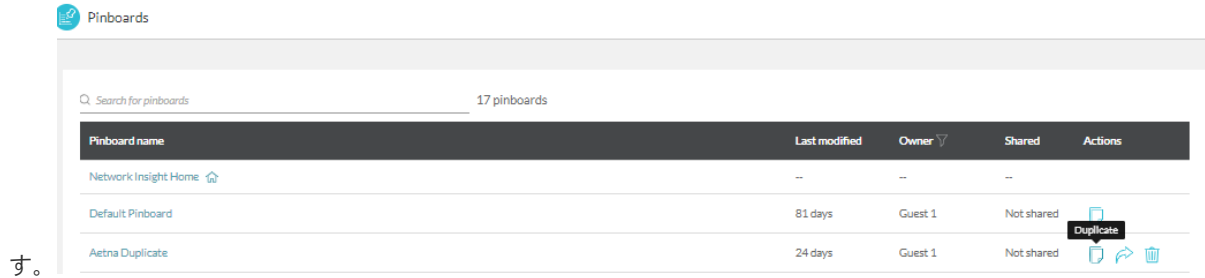 Pinboards
Search for pinboards 17 pinboards
Pinboard name Last modified Owner Shared Actions
Network Insight Home -- -- --
Default Pinboard 81 days Guest 1 Not shared
Duplicate
Aetna Duplicate 24 days Guest 1 Not shared
す。